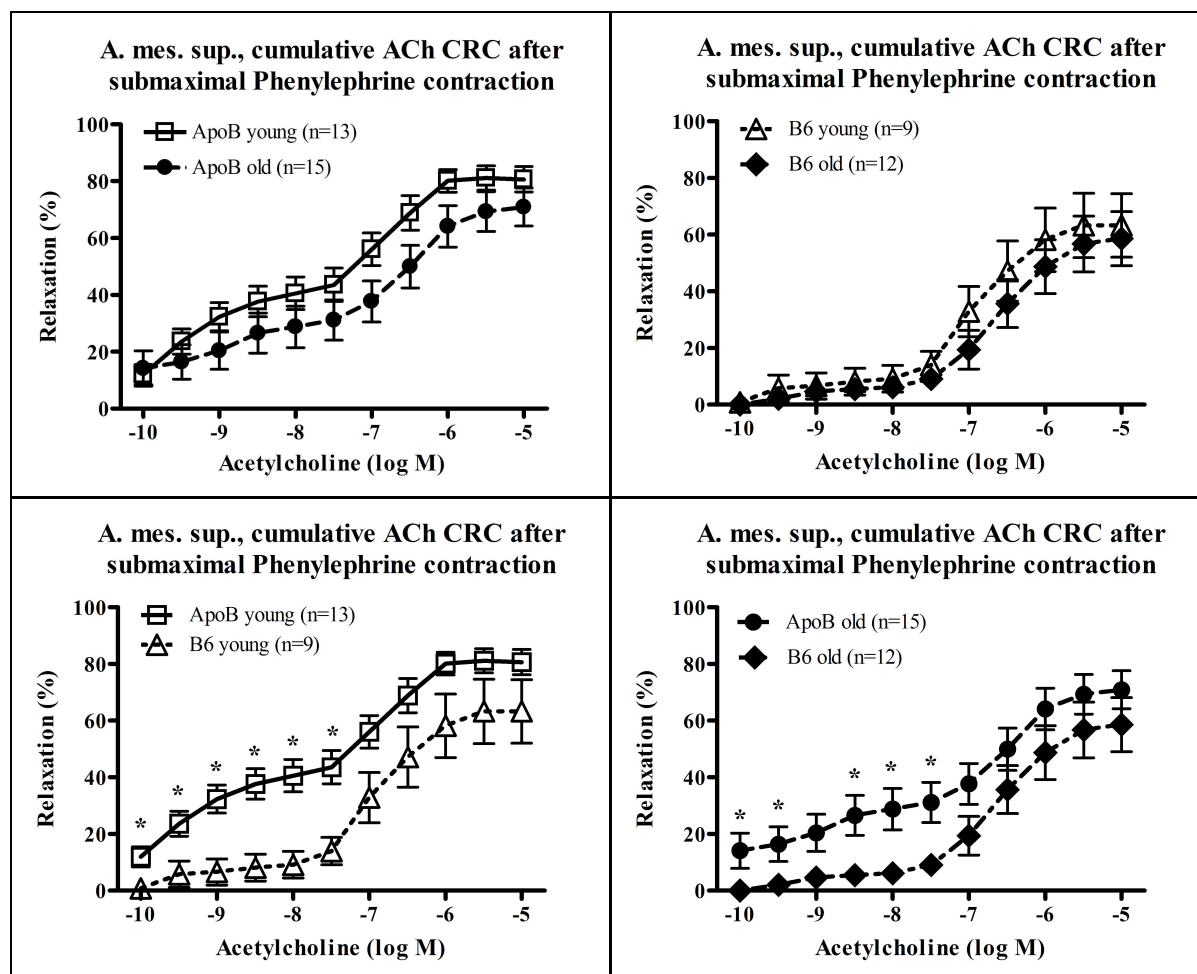 A. mes. sup., cumulative ACh CRC after
submaximal Phenylephrine contraction
ApoB young (n=13)
ApoB old (n=15)
Relaxation (%)
100
80
60
40
20
0
-10
-9
-8
-7
-6
-5
Acetylcholine (log M)
A. mes. sup., cumulative ACh CRC after
submaximal Phenylephrine contraction
B6 young (n=9)
B6 old (n=12)
Relaxation (%)
100
80
60
40
20
0
-10
-9
-8
-7
-6
-5
Acetylcholine (log M)
A. mes. sup., cumulative ACh CRC after
submaximal Phenylephrine contraction
ApoB young (n=13)
B6 young (n=9)
Relaxation (%)
100
80
60
40
20
0
* * * * * *
-10
-9
-8
-7
-6
-5
Acetylcholine (log M)
A. mes. sup., cumulative ACh CRC after
submaximal Phenylephrine contraction
ApoB old (n=15)
B6 old (n=12)
Relaxation (%)
100
80
60
40
20
0
* * * * *
-10
-9
-8
-7
-6
-5
Acetylcholine (log M)